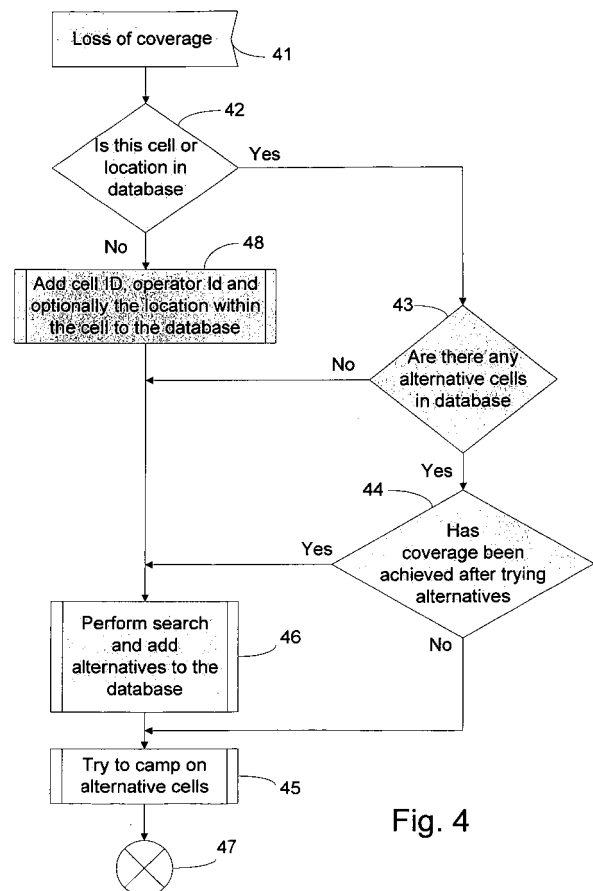 Loss of coverage
41
42
Is this cell or
location in
database
Yes
No
48
Add cell ID, operator Id and
optionally the location within
the cell to the database
43
Are there any
alternative cells
in database
No
Yes
44
Has
coverage been
achieved after trying
alternatives
Yes
No
Perform search
and add
alternatives to the
database
46
Try to camp on
alternative cells
45
47
Fig. 4